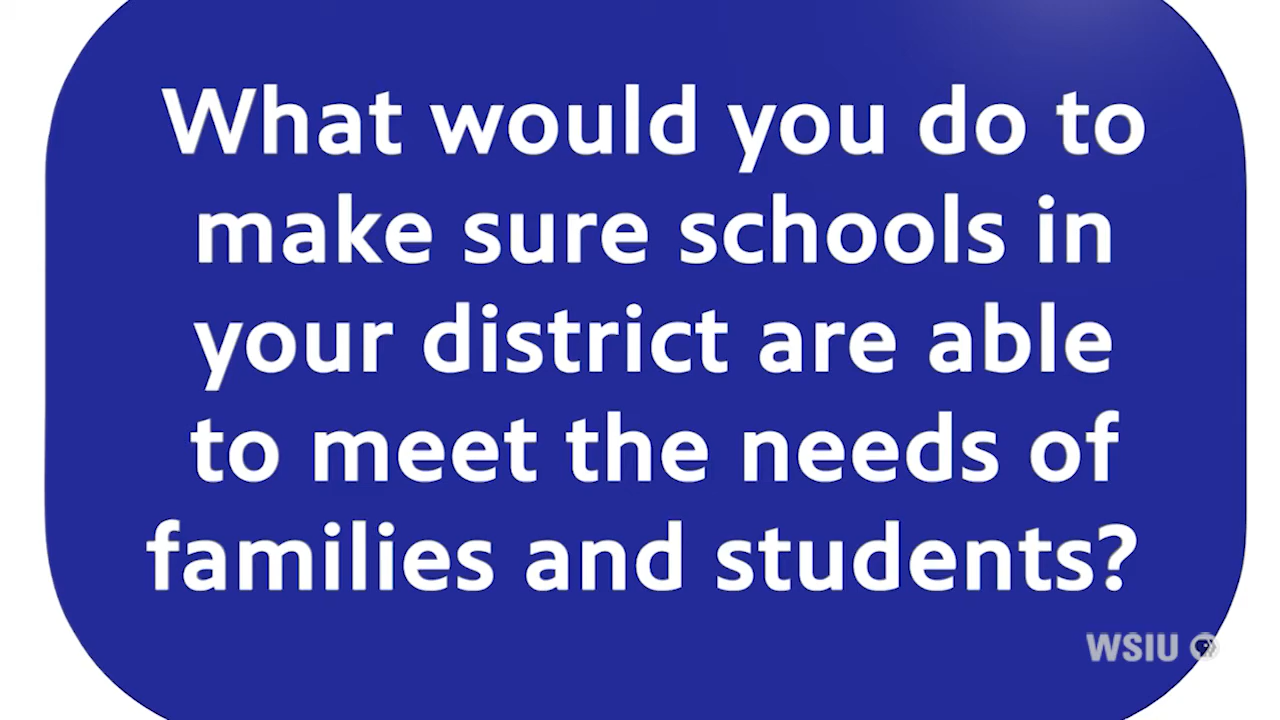 What would you do to
make sure schools in
your district are able
to meet the needs of
families and students?
WSIU